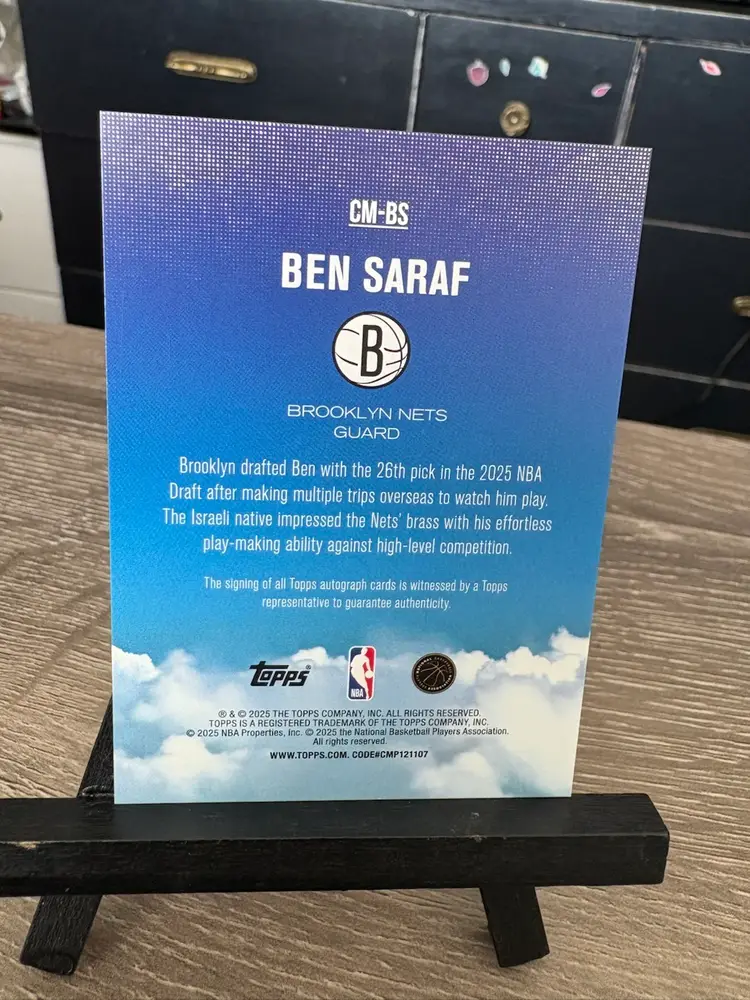 CM-BS
BEN SARAF
B
BROOKLYN NETS
GUARD
Brooklyn drafted Ben with the 26th pick in the 2025 NBA
Draft after making multiple trips overseas to watch him play.
The Israeli native impressed the Nets' brass with his effortless
play-making ability against high-level competition.
The signing of all Topps autograph cards is witnessed by a Topps
representative to guarantee authenticity.
Topps® NBA
® & © 2025 THE TOPPS COMPANY, INC. ALL RIGHTS RESERVED.
TOPPS IS A REGISTERED TRADEMARK OF THE TOPPS COMPANY, INC.
© 2025 NBA Properties, Inc. © 2025 the National Basketball Players Association.
All rights reserved.
WWW.TOPPS.COM. CODE#CMP121107